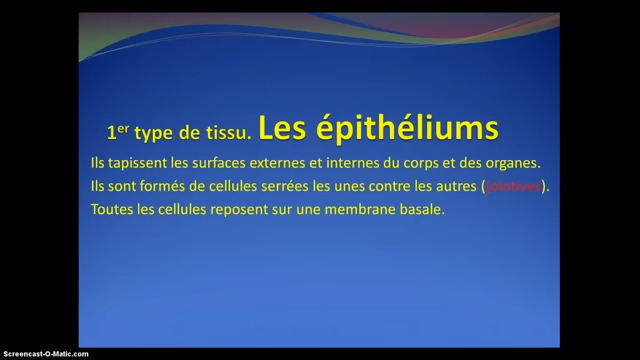 1er type de tissu. Les épithéliums
Ils tapissent les surfaces externes et internes du corps et des organes.
Ils sont formés de cellules serrées les unes contre les autres (jointives).
Toutes les cellules reposent sur une membrane basale.
Screencast-O-Matic.com